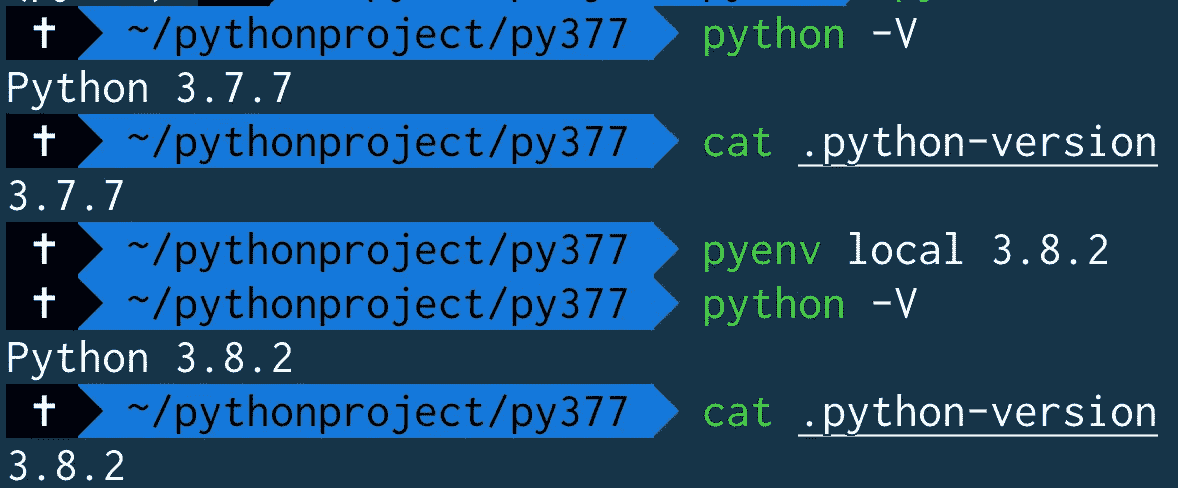 † ~/pythonproject/py377 python -V
Python 3.7.7
† ~/pythonproject/py377 cat .python-version
3.7.7
† ~/pythonproject/py377 pyenv local 3.8.2
† ~/pythonproject/py377 python -V
Python 3.8.2
† ~/pythonproject/py377 cat .python-version
3.8.2